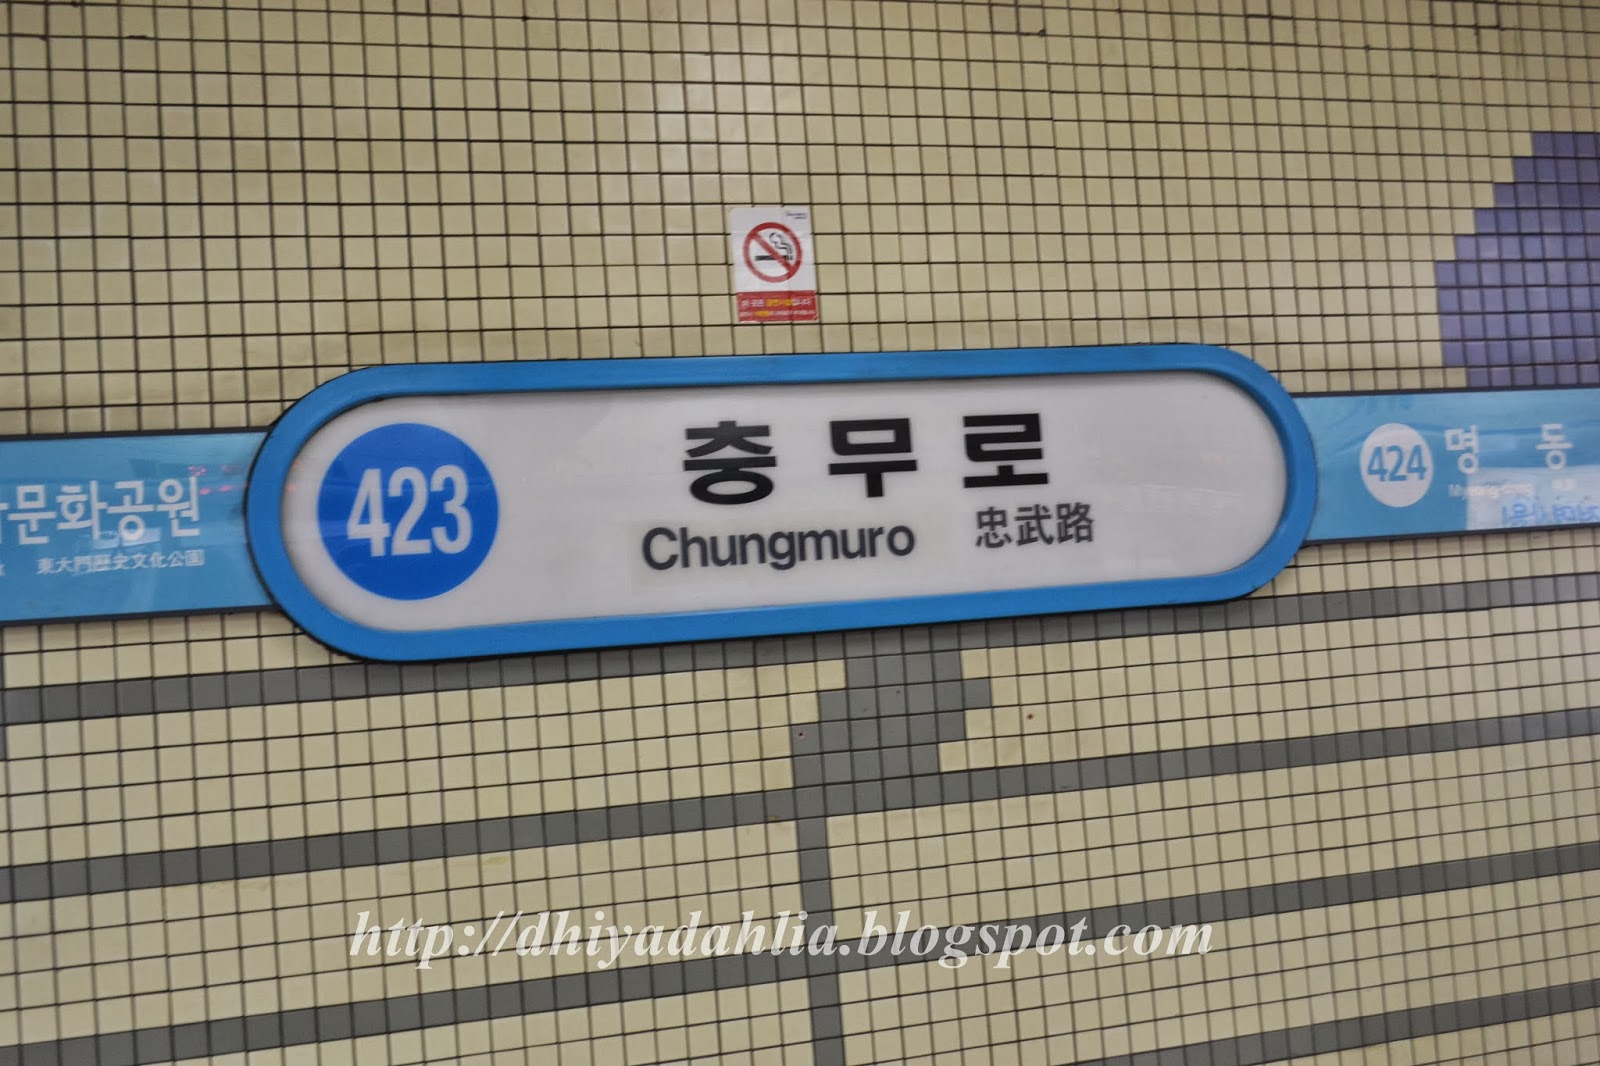 423
충무로
Chungmuro 忠武路
문화공원
東大門歷史文化公園
424 명동
Myeongdong
http://dhiyadahlia.blogspot.com